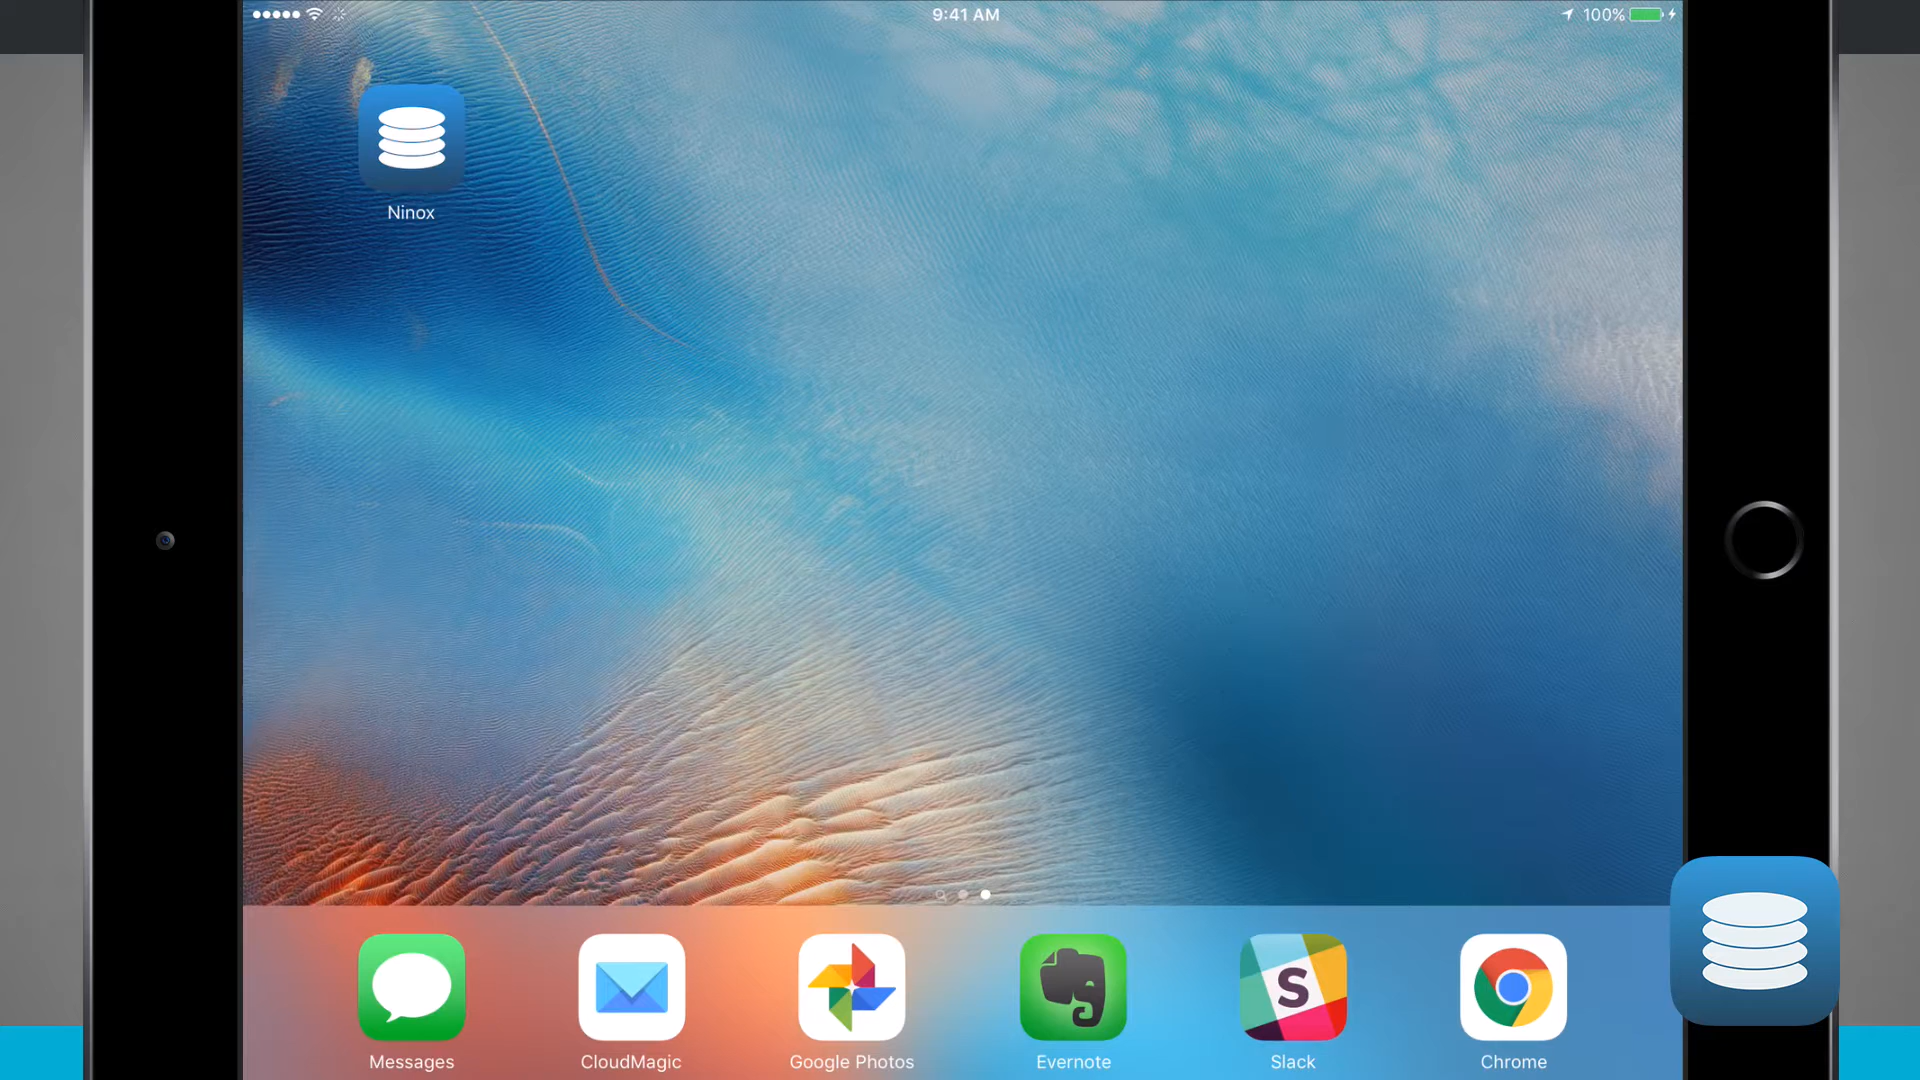 9:41 AM
100%
Ninox
S
Messages
CloudMagic
Google Photos
Evernote
Slack
Chrome